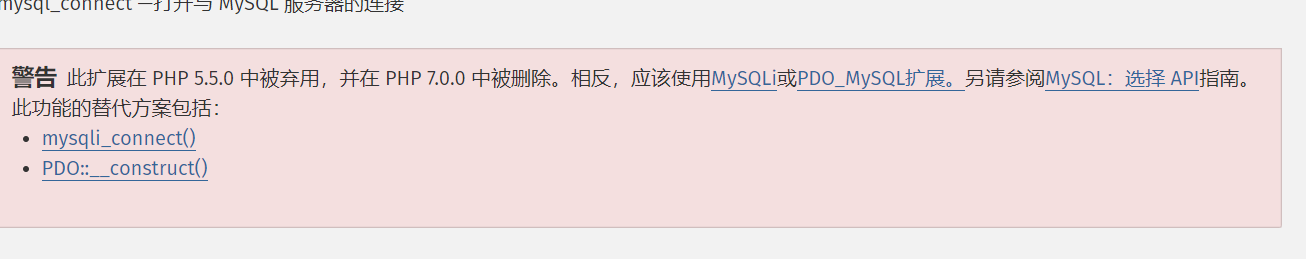 mysql_connect —打开与 MySQL 服务器的连接
警告 此扩展在 PHP 5.5.0 中被弃用，并在 PHP 7.0.0 中被删除。相反，应该使用MySQLi或PDO_MySQL扩展。另请参阅MySQL：选择 API指南。
此功能的替代方案包括：
• mysqli_connect()
• PDO::__construct()